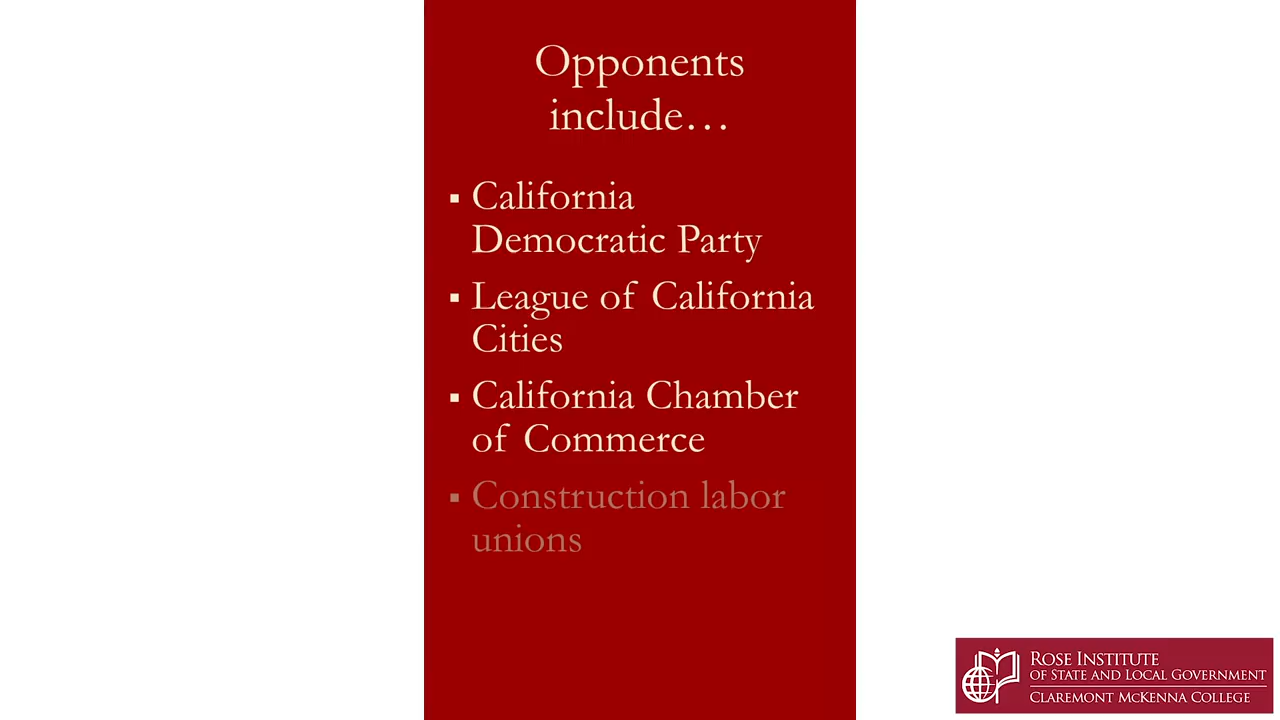 Opponents
include…
▪ California
Democratic Party
▪ League of California
Cities
▪ California Chamber
of Commerce
▪ Construction labor
unions
ROSE INSTITUTE
OF STATE AND LOCAL GOVERNMENT
CLAREMONT MCKENNA COLLEGE